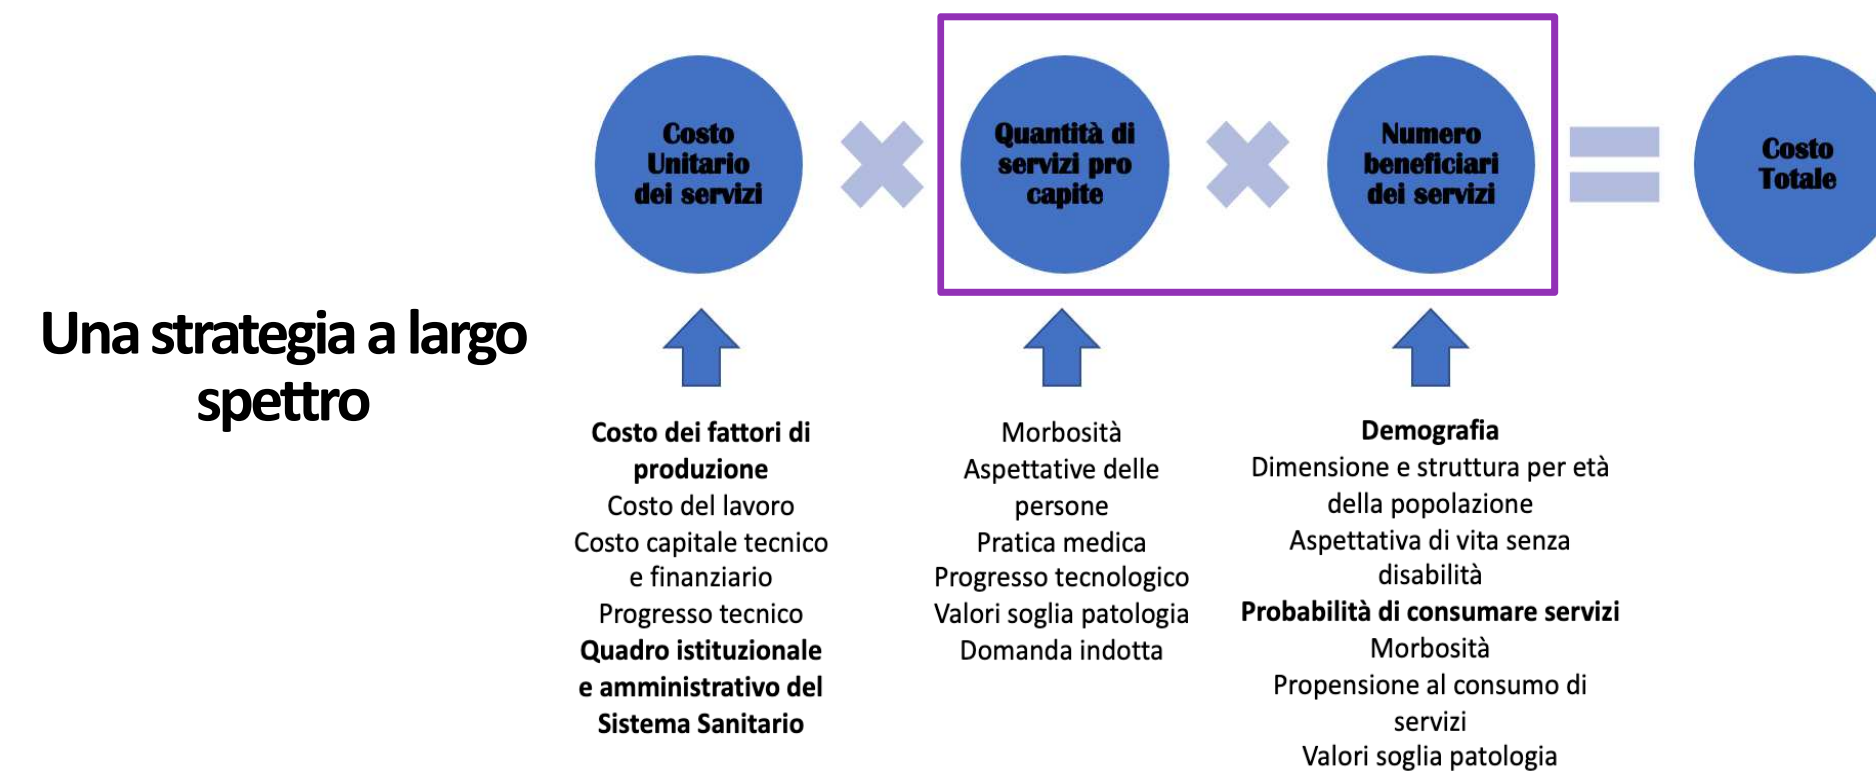 Una strategia a largo
spettro
Costo
Unitario
dei servizi
Quantità di
servizi pro
capite
Numero
beneficiari
dei servizi
Costo
Totale
Costo dei fattori di
produzione
Costo del lavoro
Costo capitale tecnico
e finanziario
Progresso tecnico
Quadro istituzionale
e amministrativo del
Sistema Sanitario
Morbosità
Aspettative delle
persone
Pratica medica
Progresso tecnologico
Valori soglia patologia
Domanda indotta
Demografia
Dimensione e struttura per età
della popolazione
Aspettativa di vita senza
disabilità
Probabilità di consumare servizi
Morbosità
Propensione al consumo di
servizi
Valori soglia patologia